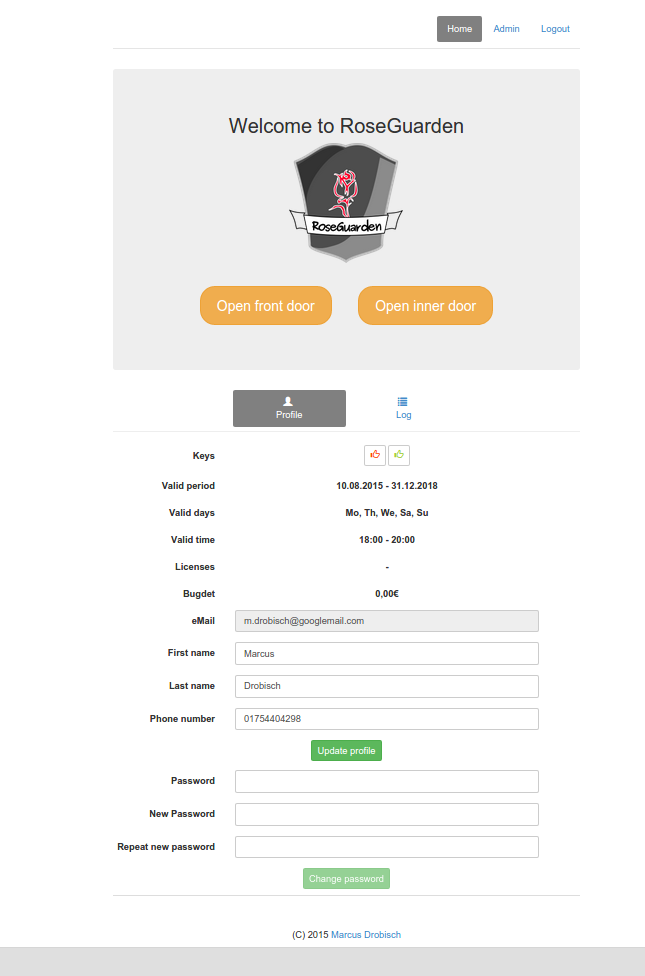 Home Admin Logout
Welcome to RoseGuarden
RoseGuarden
Open front door Open inner door
Profile Log
Keys
Valid period 10.08.2015 - 31.12.2018
Valid days Mo, Th, We, Sa, Su
Valid time 18:00 - 20:00
Licenses -
Bugdet 0,00€
eMail m.drobisch@googlemail.com
First name Marcus
Last name Drobisch
Phone number 01754404298
Update profile
Password
New Password
Repeat new password
Change password
(C) 2015 Marcus Drobisch